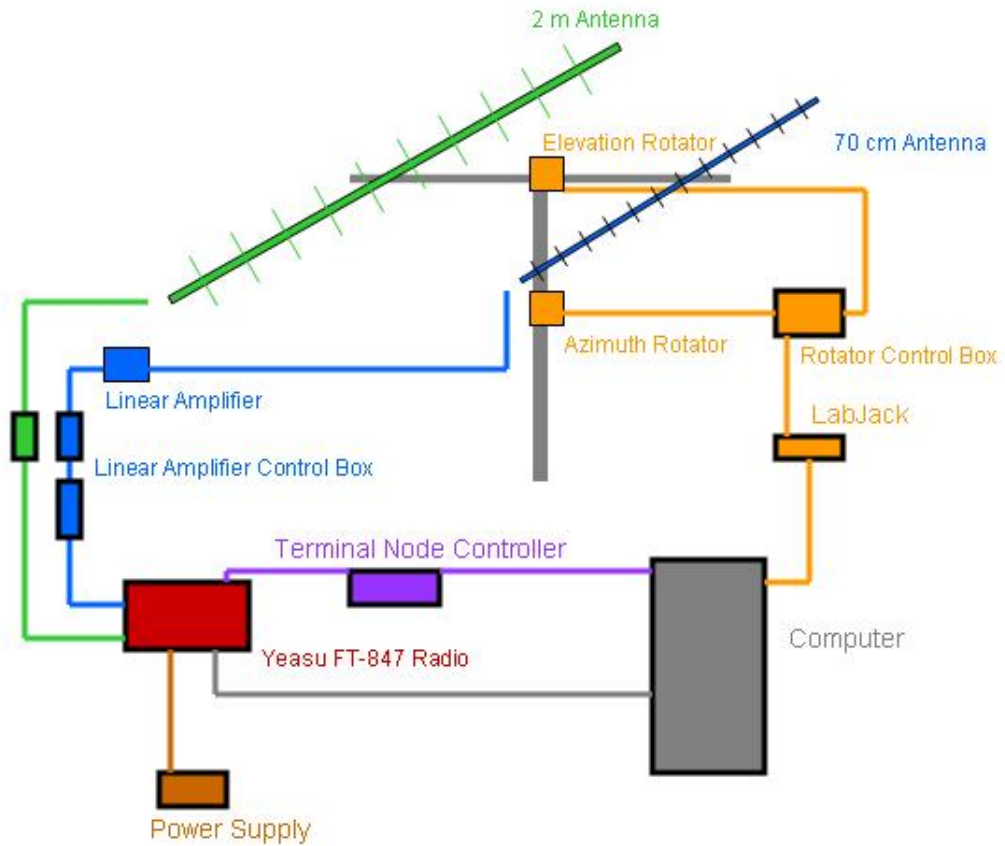 2 m Antenna
Elevation Rotator
70 cm Antenna
Azimuth Rotator
Rotator Control Box
Linear Amplifier
LabJack
Linear Amplifier Control Box
Terminal Node Controller
Computer
Yeasu FT-847 Radio
Power Supply